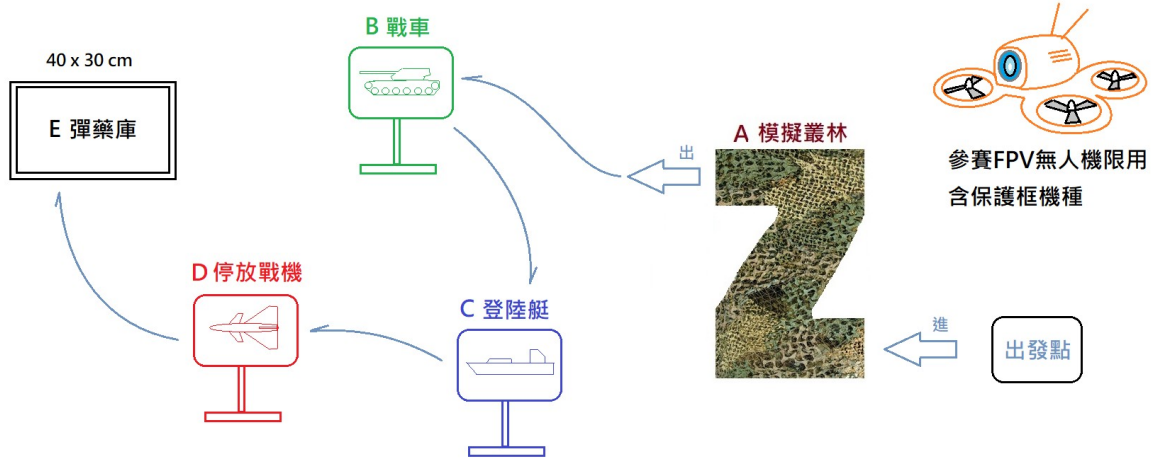 B 戰車
40 x 30 cm
E 彈藥庫
A 模擬叢林
出
參賽FPV無人機限用
含保護框機種
D 停放戰機
C 登陸艇
進
出發點